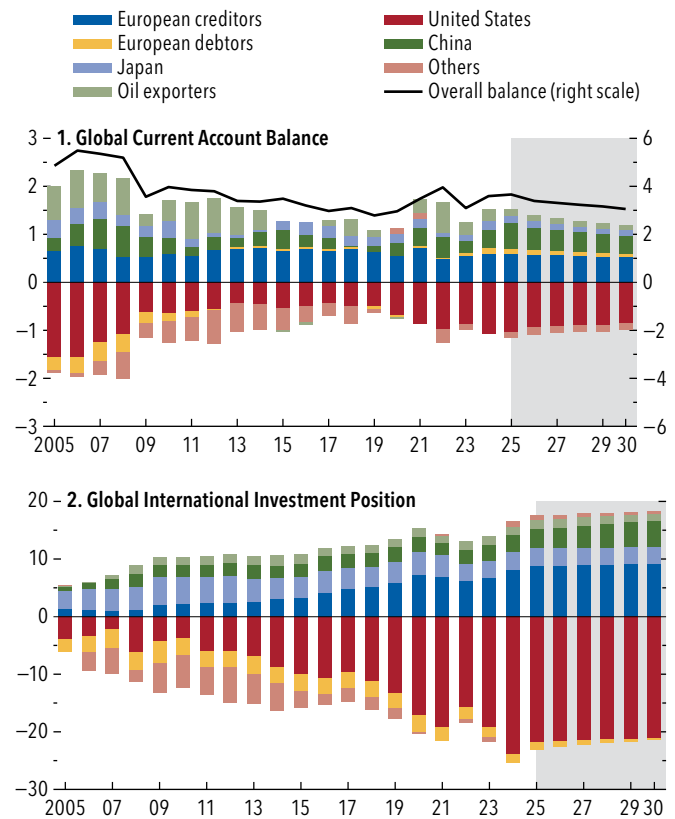 European creditors
European debtors
Japan
Oil exporters
United States
China
Others
Overall balance (right scale)
1. Global Current Account Balance
3
2
1
0
−1
−2
−3
6
4
2
0
−2
−4
−6
2005 07 09 11 13 15 17 19 21 23 25 27 29 30
2. Global International Investment Position
20
10
0
−10
−20
−30
2005 07 09 11 13 15 17 19 21 23 25 27 29 30